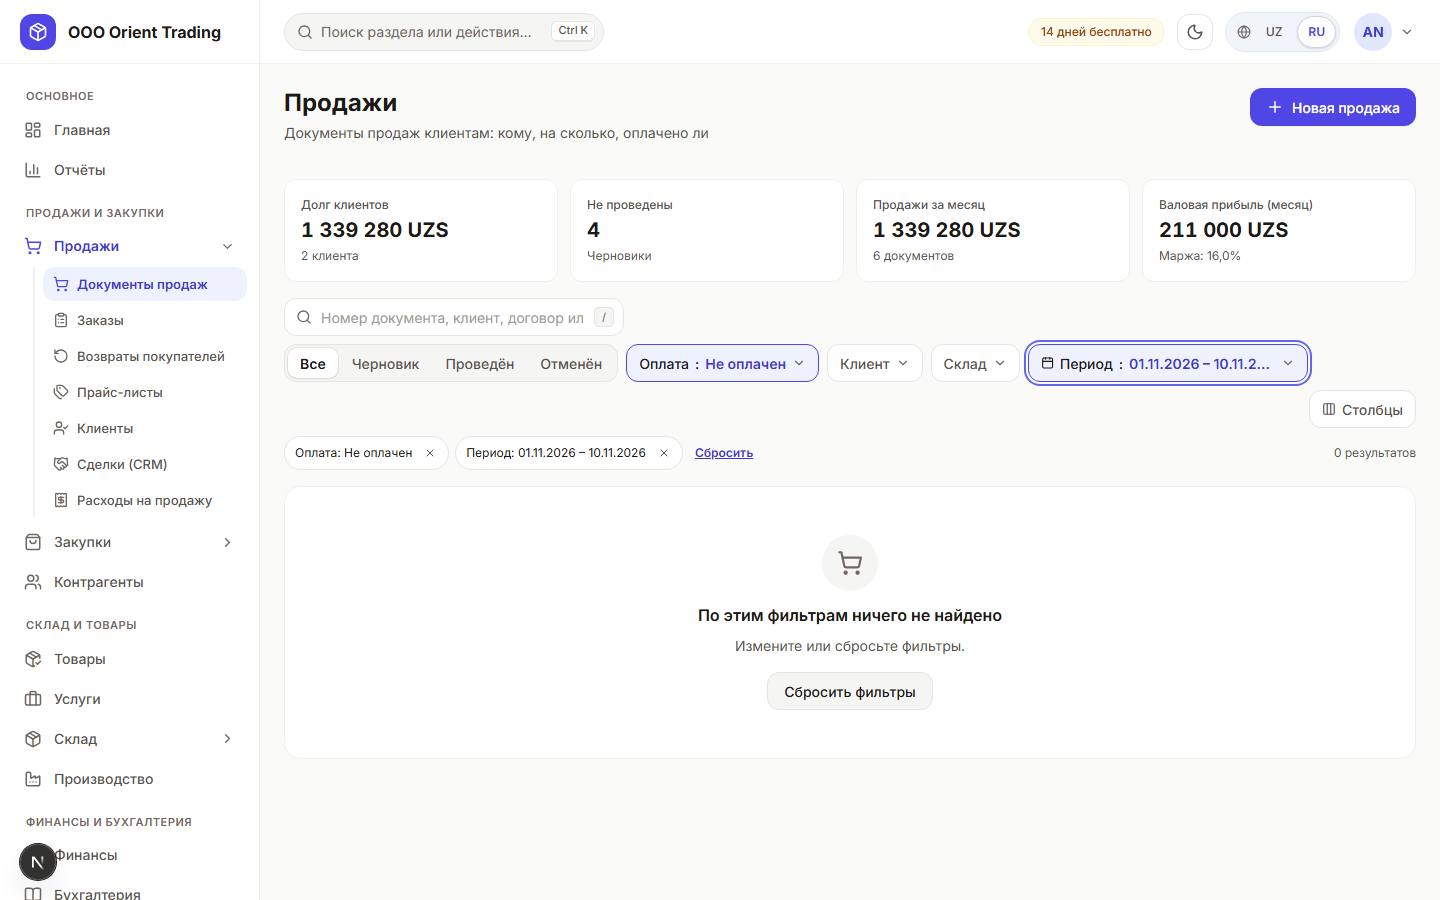 ООО Orient Trading
Поиск раздела или действия...
Ctrl K
14 дней бесплатно
UZ
RU
AN
ОСНОВНОЕ
Главная
Отчёты
ПРОДАЖИ И ЗАКУПКИ
Продажи
Документы продаж
Заказы
Возвраты покупателей
Прайс-листы
Клиенты
Сделки (CRM)
Расходы на продажу
Закупки
Контрагенты
СКЛАД И ТОВАРЫ
Товары
Услуги
Склад
Производство
ФИНАНСЫ И БУХГАЛТЕРИЯ
Финансы
Бухгалтерия
N
Продажи
Документы продаж клиентам: кому, на сколько, оплачено ли
Новая продажа
Долг клиентов
1 339 280 UZS
2 клиента
Не проведены
4
Черновики
Продажи за месяц
1 339 280 UZS
6 документов
Валовая прибыль (месяц)
211 000 UZS
Маржа: 16,0%
Номер документа, клиент, договор ил
/
Все
Черновик
Проведён
Отменён
Оплата : Не оплачен
Клиент
Склад
Период : 01.11.2026 – 10.11.2...
Столбцы
Оплата: Не оплачен
Период: 01.11.2026 – 10.11.2026
Сбросить
0 результатов
По этим фильтрам ничего не найдено
Измените или сбросьте фильтры.
Сбросить фильтры